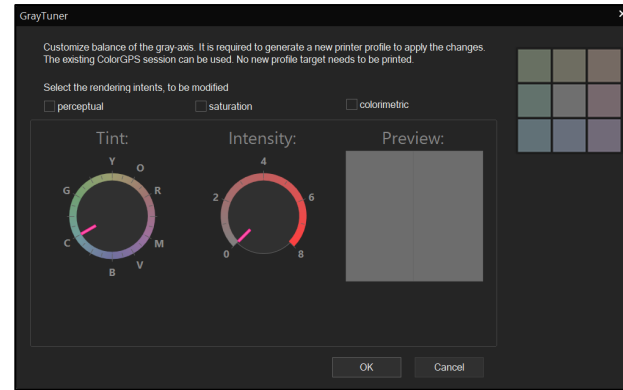 GrayTuner
Customize balance of the gray-axis. It is required to generate a new printer profile to apply the changes.
The existing ColorGPS session can be used. No new profile target needs to be printed.
Select the rendering intents, to be modified
perceptual saturation colorimetric
Tint: Intensity: Preview:
Y O R M V B C G
0 2 4 6 8
OK Cancel